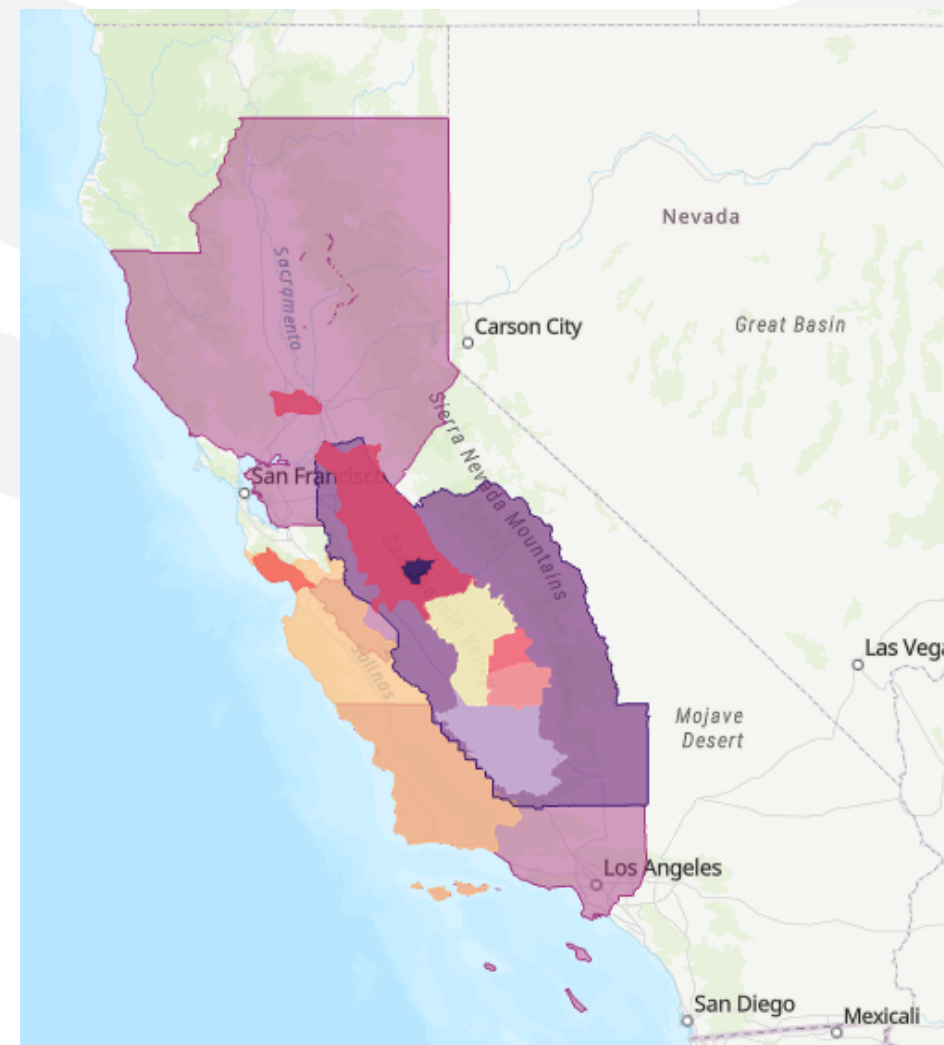 Nevada
Sacramento
Carson City
Great Basin
Sierra Nevada Mountains
San Francisco
Salinas
Las Vega
Mojave
Desert
Los Angeles
San Diego
Mexicali